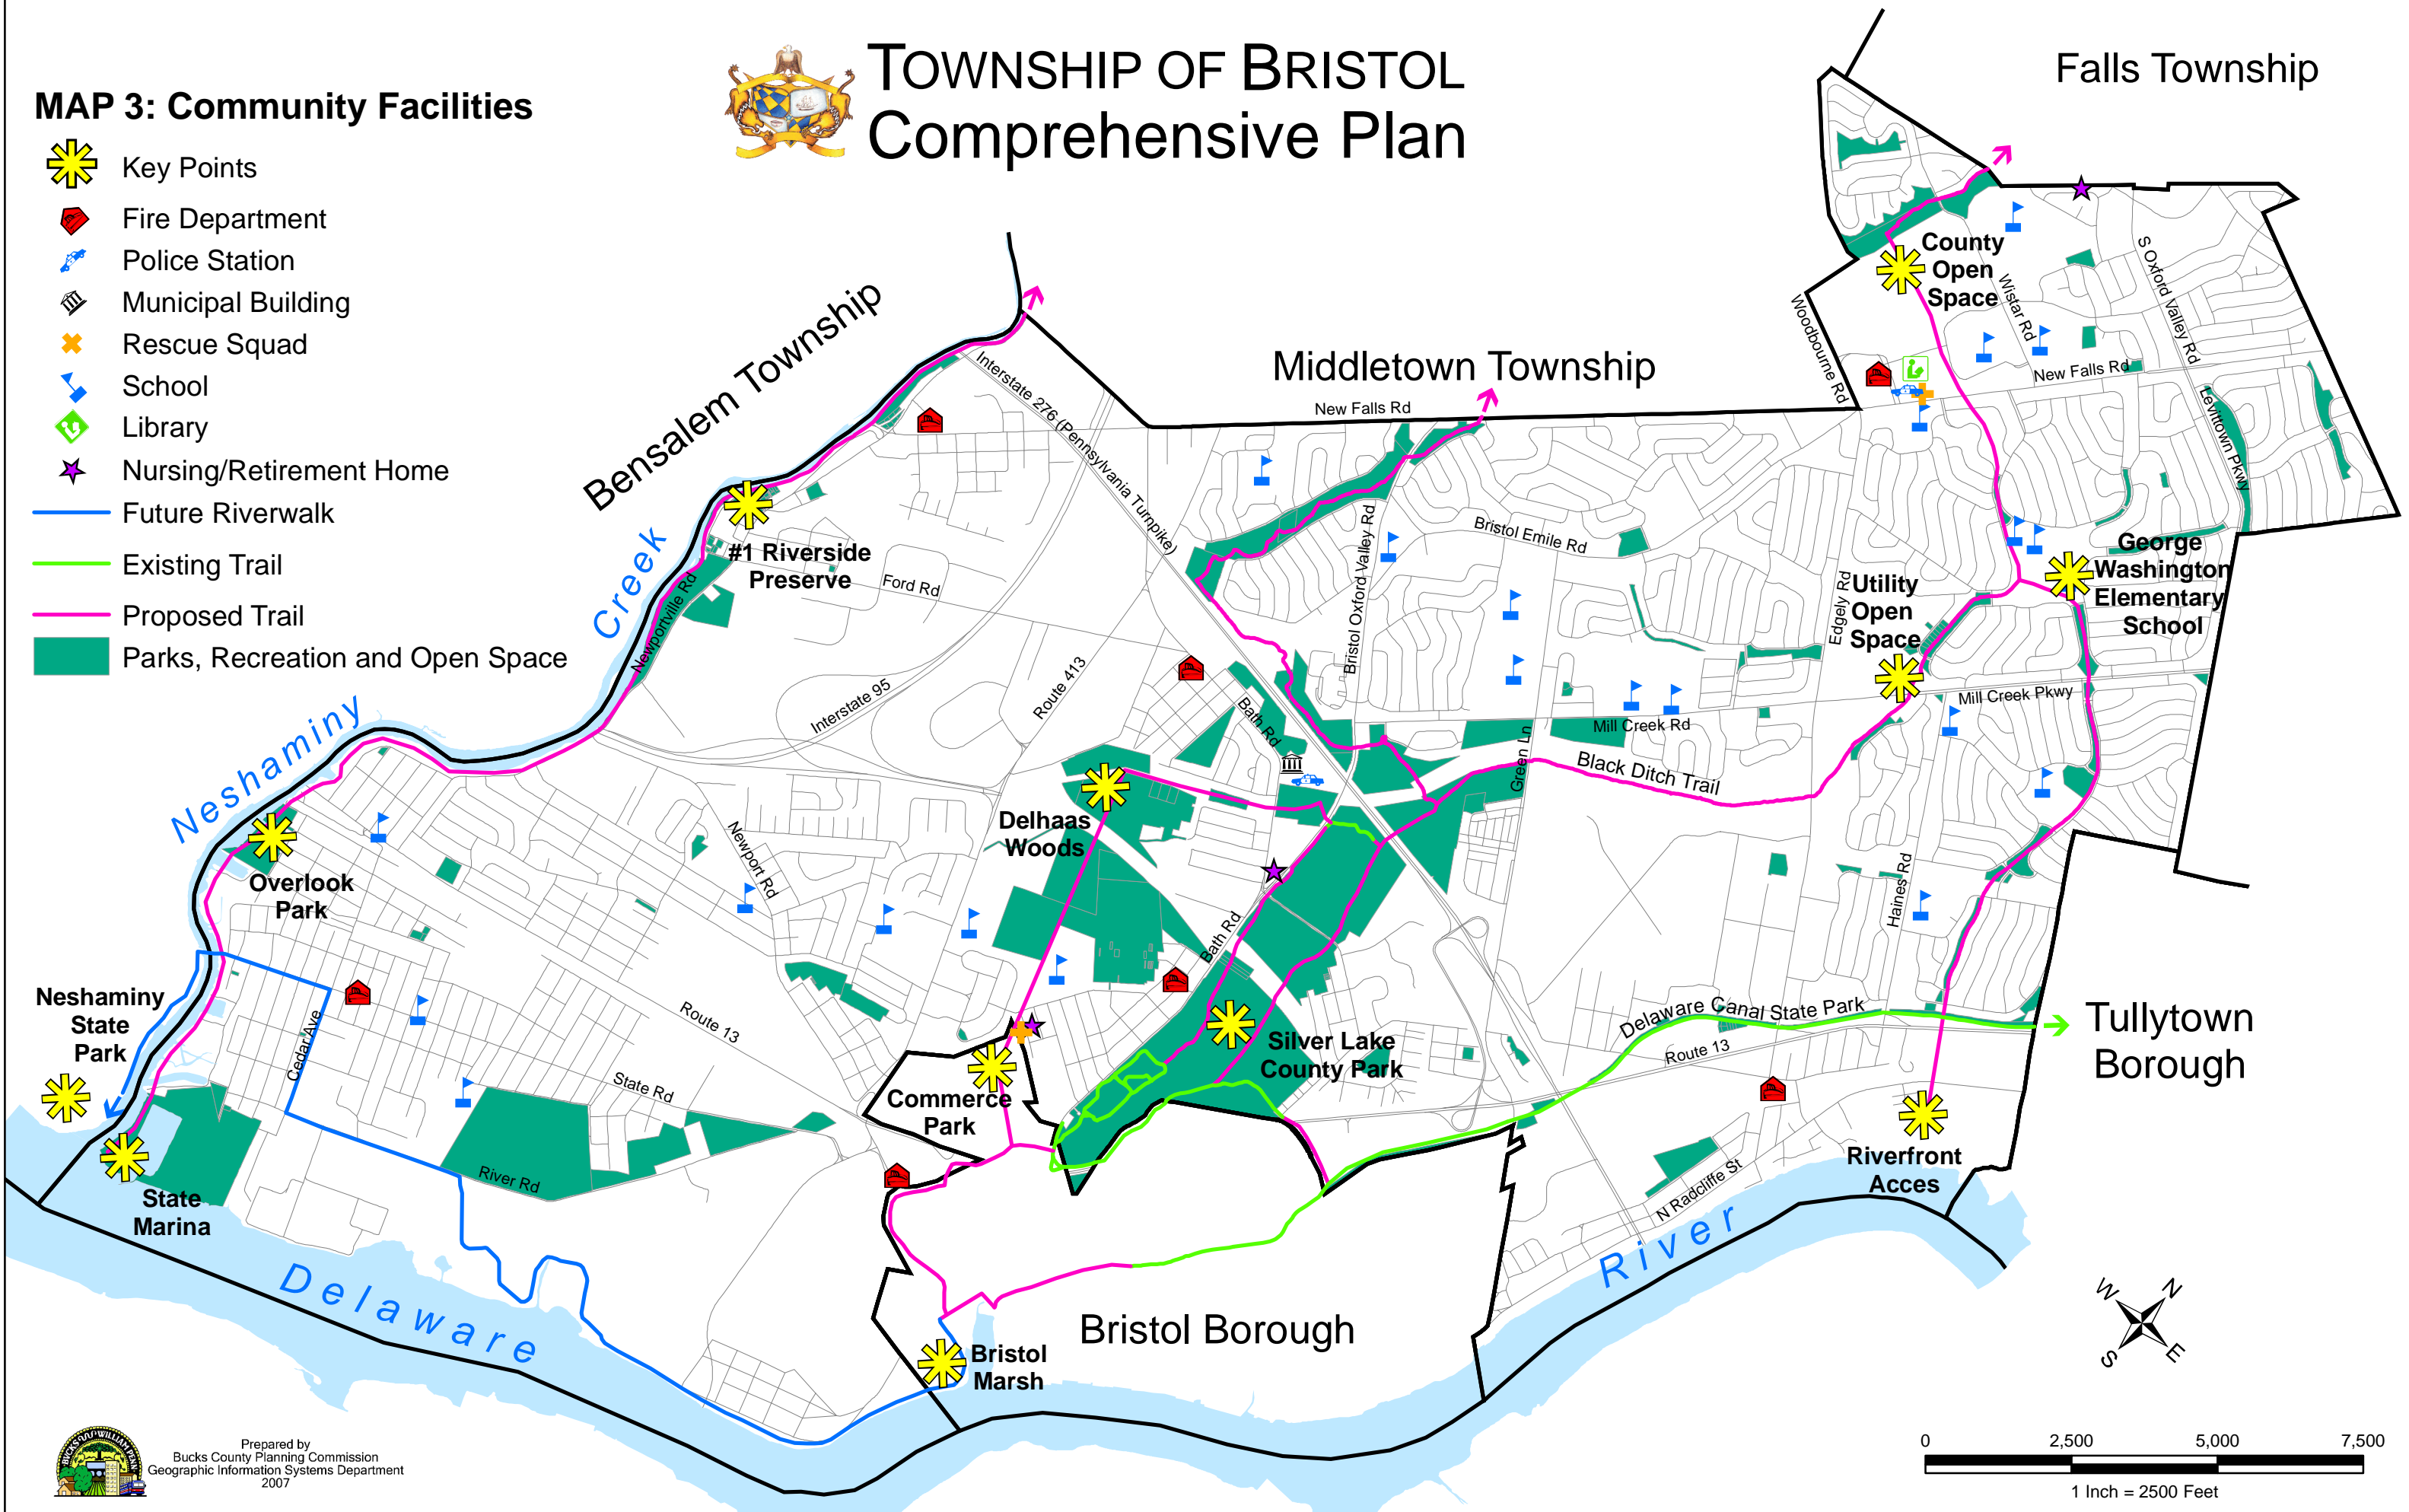 TOWNSHIP OF BRISTOL
Comprehensive Plan
MAP 3: Community Facilities
Key Points
Fire Department
Police Station
Municipal Building
Rescue Squad
School
Library
Nursing/Retirement Home
Future Riverwalk
Existing Trail
Proposed Trail
Parks, Recreation and Open Space
Falls Township
Bensalem Township
Middletown Township
Tullytown
Borough
Bristol Borough
Neshaminy
Creek
Delaware
River
County
Open
Space
Woodbourne Rd
Wistar Rd
S Oxford Valley Rd
New Falls Rd
Levittown Pkwy
New Falls Rd
Interstate 276 (Pennsylvania Turnpike)
#1 Riverside
Preserve
Newportville Rd
Ford Rd
Interstate 95
Route 413
Bristol Oxford Valley Rd
Bristol Emile Rd
Edgely Rd
Utility
Open
Space
George
Washington
Elementary
School
Mill Creek Pkwy
Mill Creek Rd
Green Ln
Black Ditch Trail
Bath Rd
Delhaas
Woods
Bath Rd
Newport Rd
Overlook
Park
Haines Rd
Neshaminy
State
Park
Cedar Ave
Route 13
State Rd
River Rd
State
Marina
Commerce
Park
Silver Lake
County Park
Delaware Canal State Park
Route 13
N Radcliffe St
Riverfront
Acces
Bristol
Marsh
W
N
S
E
0
2,500
5,000
7,500
1 Inch = 2500 Feet
BUCKS
WILLIAM PENN
Prepared by
Bucks County Planning Commission
Geographic Information Systems Department
2007